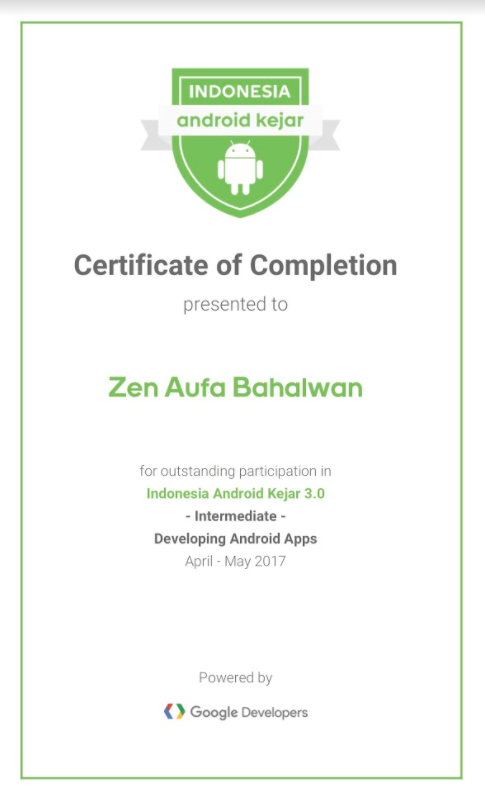 INDONESIA
android kejar
Certificate of Completion
presented to
Zen Aufa Bahalwan
for outstanding participation in
Indonesia Android Kejar 3.0
- Intermediate -
Developing Android Apps
April - May 2017
Powered by
Google Developers